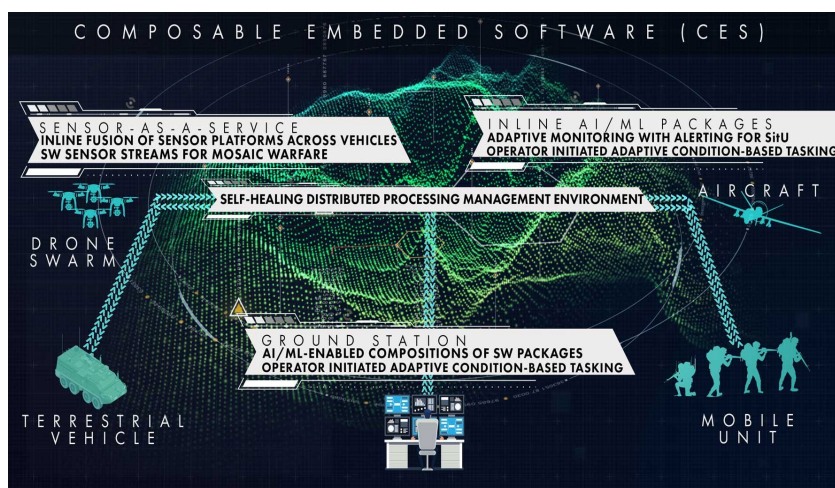 COMPOSABLE EMBEDDED SOFTWARE (CES)
SENSOR-AS-A-SERVICE
INLINE FUSION OF SENSOR PLATFORMS ACROSS VEHICLES
SW SENSOR STREAMS FOR MOSAIC WARFARE
INLINE AI/ML PACKAGES
ADAPTIVE MONITORING WITH ALERTING FOR SitU
OPERATOR INITIATED ADAPTIVE CONDITION-BASED TASKING
SELF-HEALING DISTRIBUTED PROCESSING MANAGEMENT ENVIRONMENT
AIRCRAFT
DRONE
SWARM
GROUND STATION
AI/ML-ENABLED COMPOSITIONS OF SW PACKAGES
OPERATOR INITIATED ADAPTIVE CONDITION-BASED TASKING
TERRESTRIAL
VEHICLE
MOBILE
UNIT